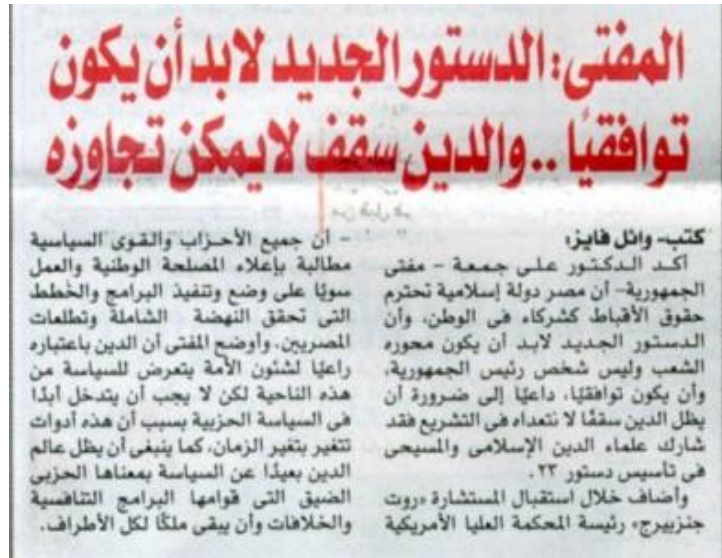 المفتى: الدستور الجديد لابد أن يكون
توافقيًا .. والدين سقف لا يمكن تجاوزه
كتب- وائل فايز:
أكد الدكتور على جمعة - مفتى
الجمهورية- أن مصر دولة إسلامية تحترم
حقوق الأقباط كشركاء فى الوطن، وأن
الدستور الجديد لابد أن يكون محوره
الشعب وليس شخص رئيس الجمهورية،
وأن يكون توافقيًا، داعيًا إلى ضرورة أن
يظل الدين سقفًا لا نتعداه فى التشريع فقد
شارك علماء الدين الإسلامى والمسيحى
فى تأسيس دستور ٢٣.
وأضاف خلال استقبال المستشارة «روث
جنزبيرج» رئيسة المحكمة العليا الأمريكية
- أن جميع الأحزاب والقوى السياسية
مطالبة بإعلاء المصلحة الوطنية والعمل
سويًا على وضع وتنفيذ البرامج والخطط
التى تحقق النهضة الشاملة وتطلعات
المصريين، وأوضح المفتى أن الدين باعتباره
راعيًا لشئون الأمة يتعرض للسياسة من
هذه الناحية لكن لا يجب أن يتدخل أبدًا
فى السياسة الحزبية بسبب أن هذه أدوات
تتغير بتغير الزمان، كما ينبغى أن يظل عالم
الدين بعيدًا عن السياسة بمعناها الحزبى
الضيق التى قوامها البرامج التنافسية
والخلافات وأن يبقى ملكًا لكل الأطراف.